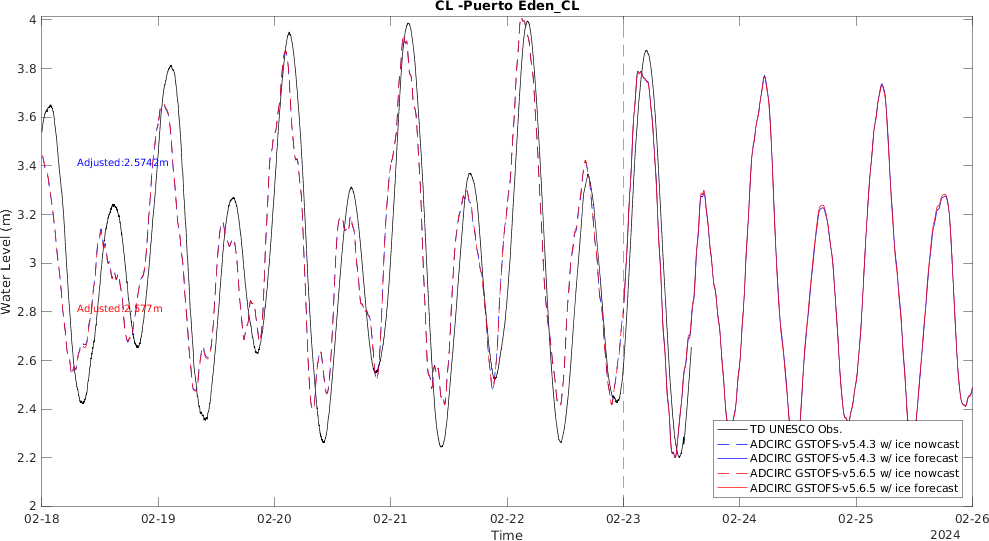 CL -Puerto Eden_CL
4
3.8
3.6
3.4
3.2
3
2.8
2.6
2.4
2.2
2
Water Level (m)
Adjusted:2.5742m
Adjusted:2.577m
TD UNESCO Obs.
ADCIRC GSTOFS-v5.4.3 w/ ice nowcast
ADCIRC GSTOFS-v5.4.3 w/ ice forecast
ADCIRC GSTOFS-v5.6.5 w/ ice nowcast
ADCIRC GSTOFS-v5.6.5 w/ ice forecast
02-18 02-19 02-20 02-21 02-22 02-23 02-24 02-25 02-26
Time
2024